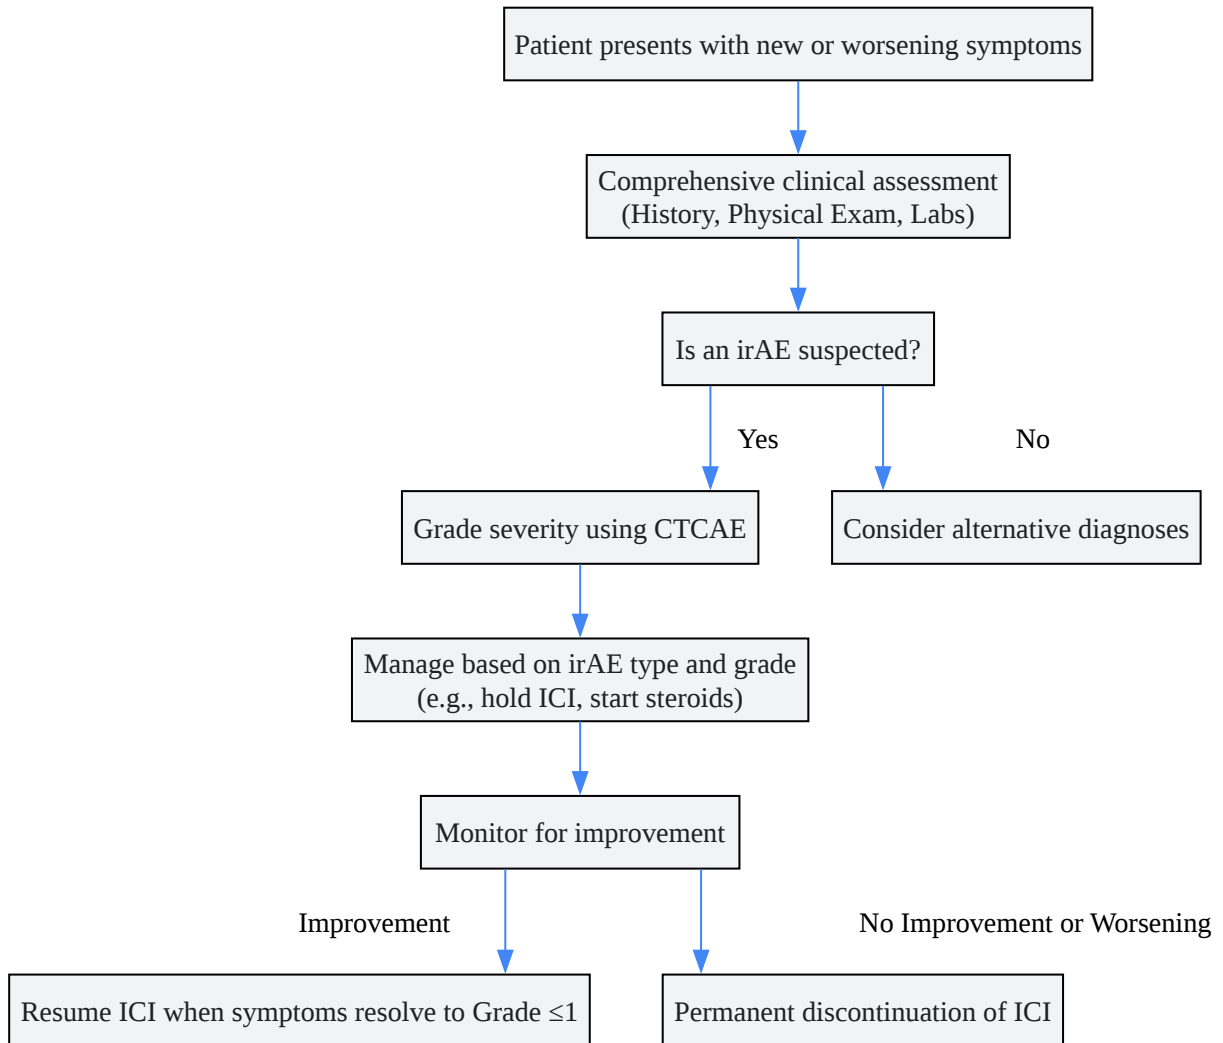 Patient presents with new or worsening symptoms
Comprehensive clinical assessment
(History, Physical Exam, Labs)
Is an irAE suspected?
Yes
No
Grade severity using CTCAE
Consider alternative diagnoses
Manage based on irAE type and grade
(e.g., hold ICI, start steroids)
Monitor for improvement
Improvement
No Improvement or Worsening
Resume ICI when symptoms resolve to Grade ≤1
Permanent discontinuation of ICI